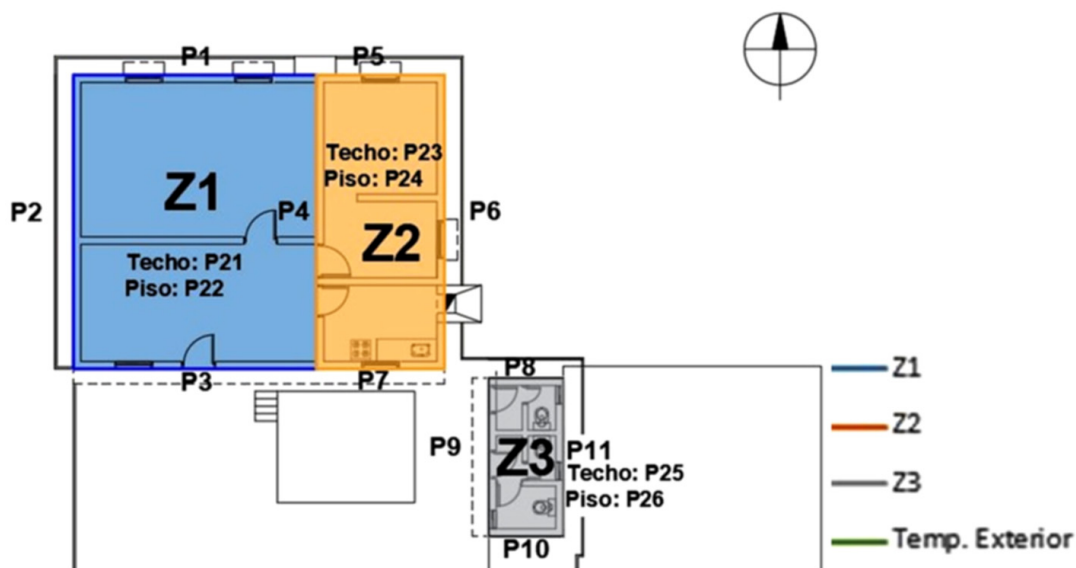 P1
P5
Techo: P23
Piso: P24
Z1
P2
P4
P6
Z2
Techo: P21
Piso: P22
P3
P7
P8
Z1
Z2
P9
Z3
P11
Techo: P25
Piso: P26
Z3
P10
Temp. Exterior